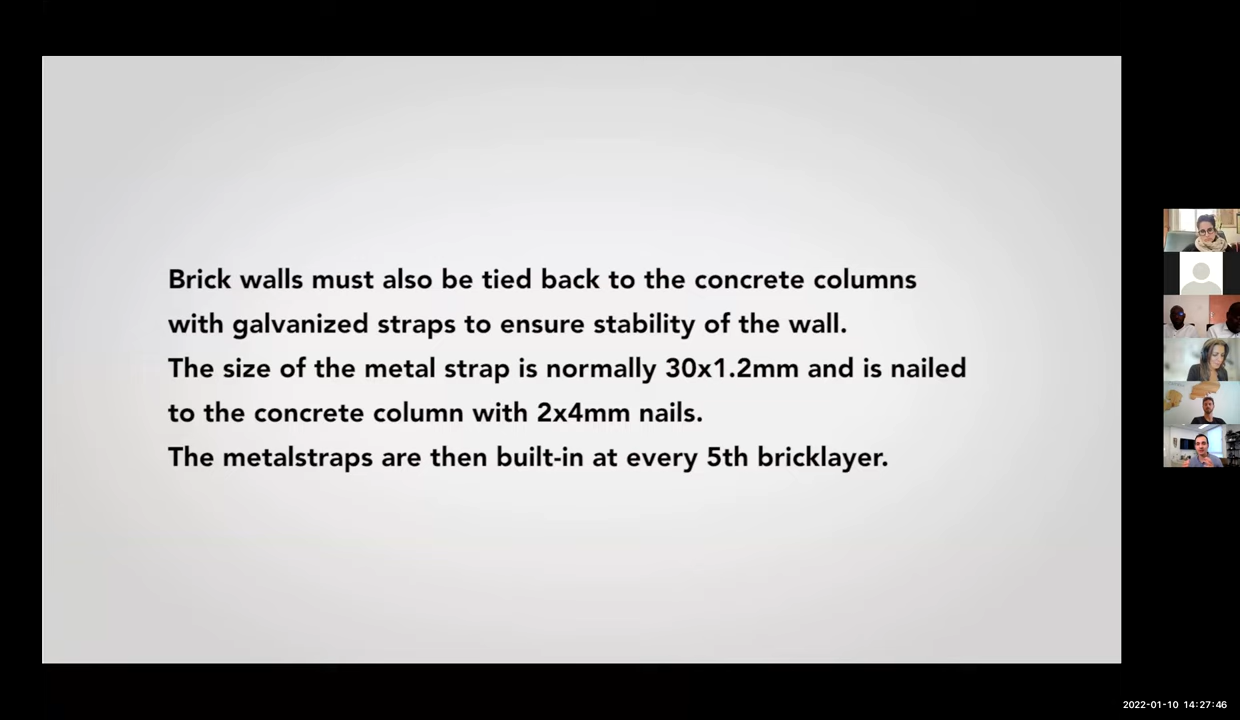 Brick walls must also be tied back to the concrete columns
with galvanized straps to ensure stability of the wall.
The size of the metal strap is normally 30x1.2mm and is nailed
to the concrete column with 2x4mm nails.
The metalstraps are then built-in at every 5th bricklayer.
2022-01-10 14:27:46